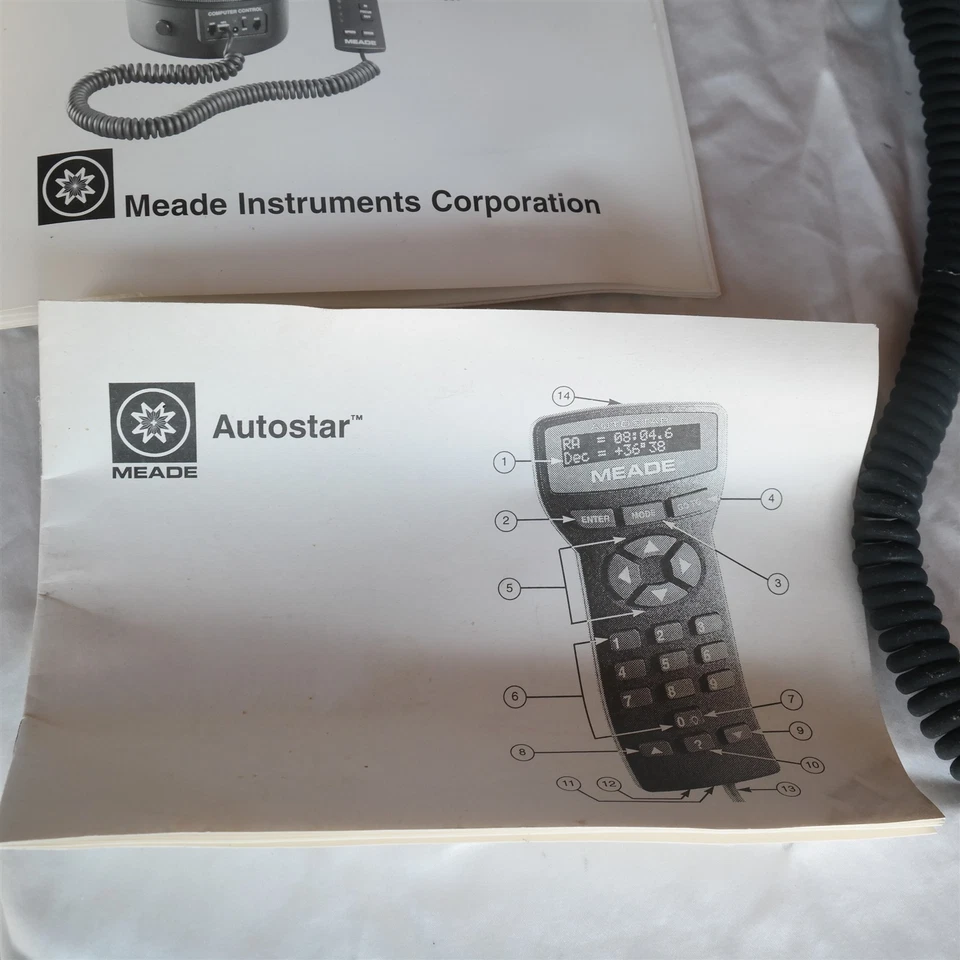 COMPUTER CONTROL
MEADE
Meade Instruments Corporation
MEADE
Autostar™
14
RA = 08:04.6
Dec = +36°38
MEADE
1
4
2
ENTER
MODE
GO TO
3
5
1 2 3
4 5 6
7 8 9
0
?
6
7
8
9
10
11
12
13